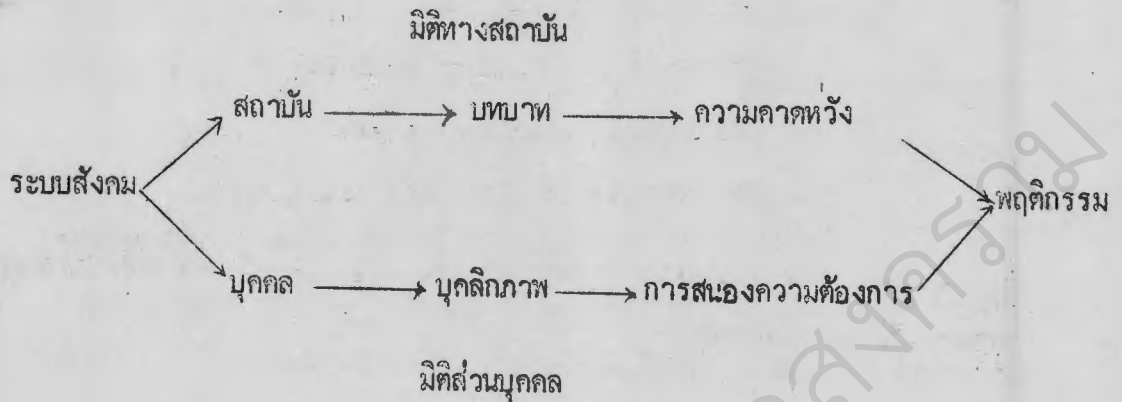 มิติทางสถาบัน
สถาบัน → บทบาท → ความคาดหวัง
ระบบสังคม
พฤติกรรม
บุคคล → บุคลิกภาพ → การสนองความต้องการ
มิติส่วนบุคคล